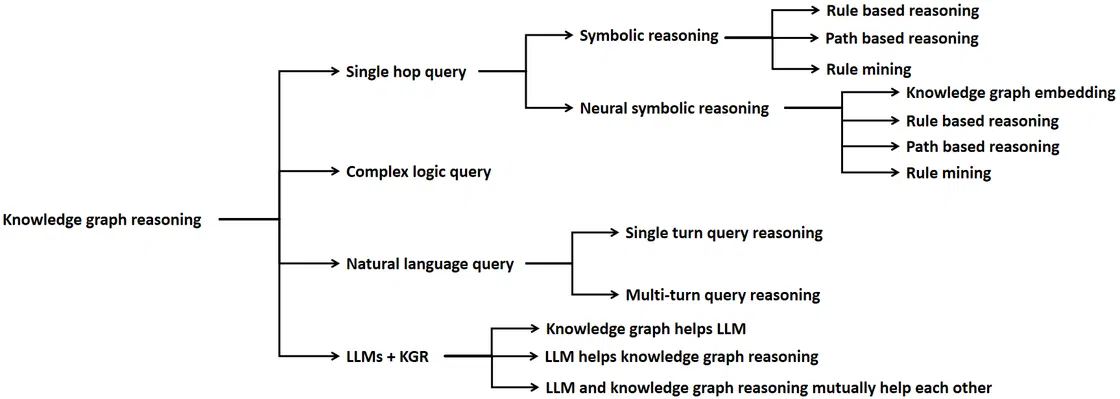 Knowledge graph reasoning
Single hop query
Symbolic reasoning
Rule based reasoning
Path based reasoning
Rule mining
Neural symbolic reasoning
Knowledge graph embedding
Rule based reasoning
Path based reasoning
Rule mining
Complex logic query
Natural language query
Single turn query reasoning
Multi-turn query reasoning
LLMs + KGR
Knowledge graph helps LLM
LLM helps knowledge graph reasoning
LLM and knowledge graph reasoning mutually help each other